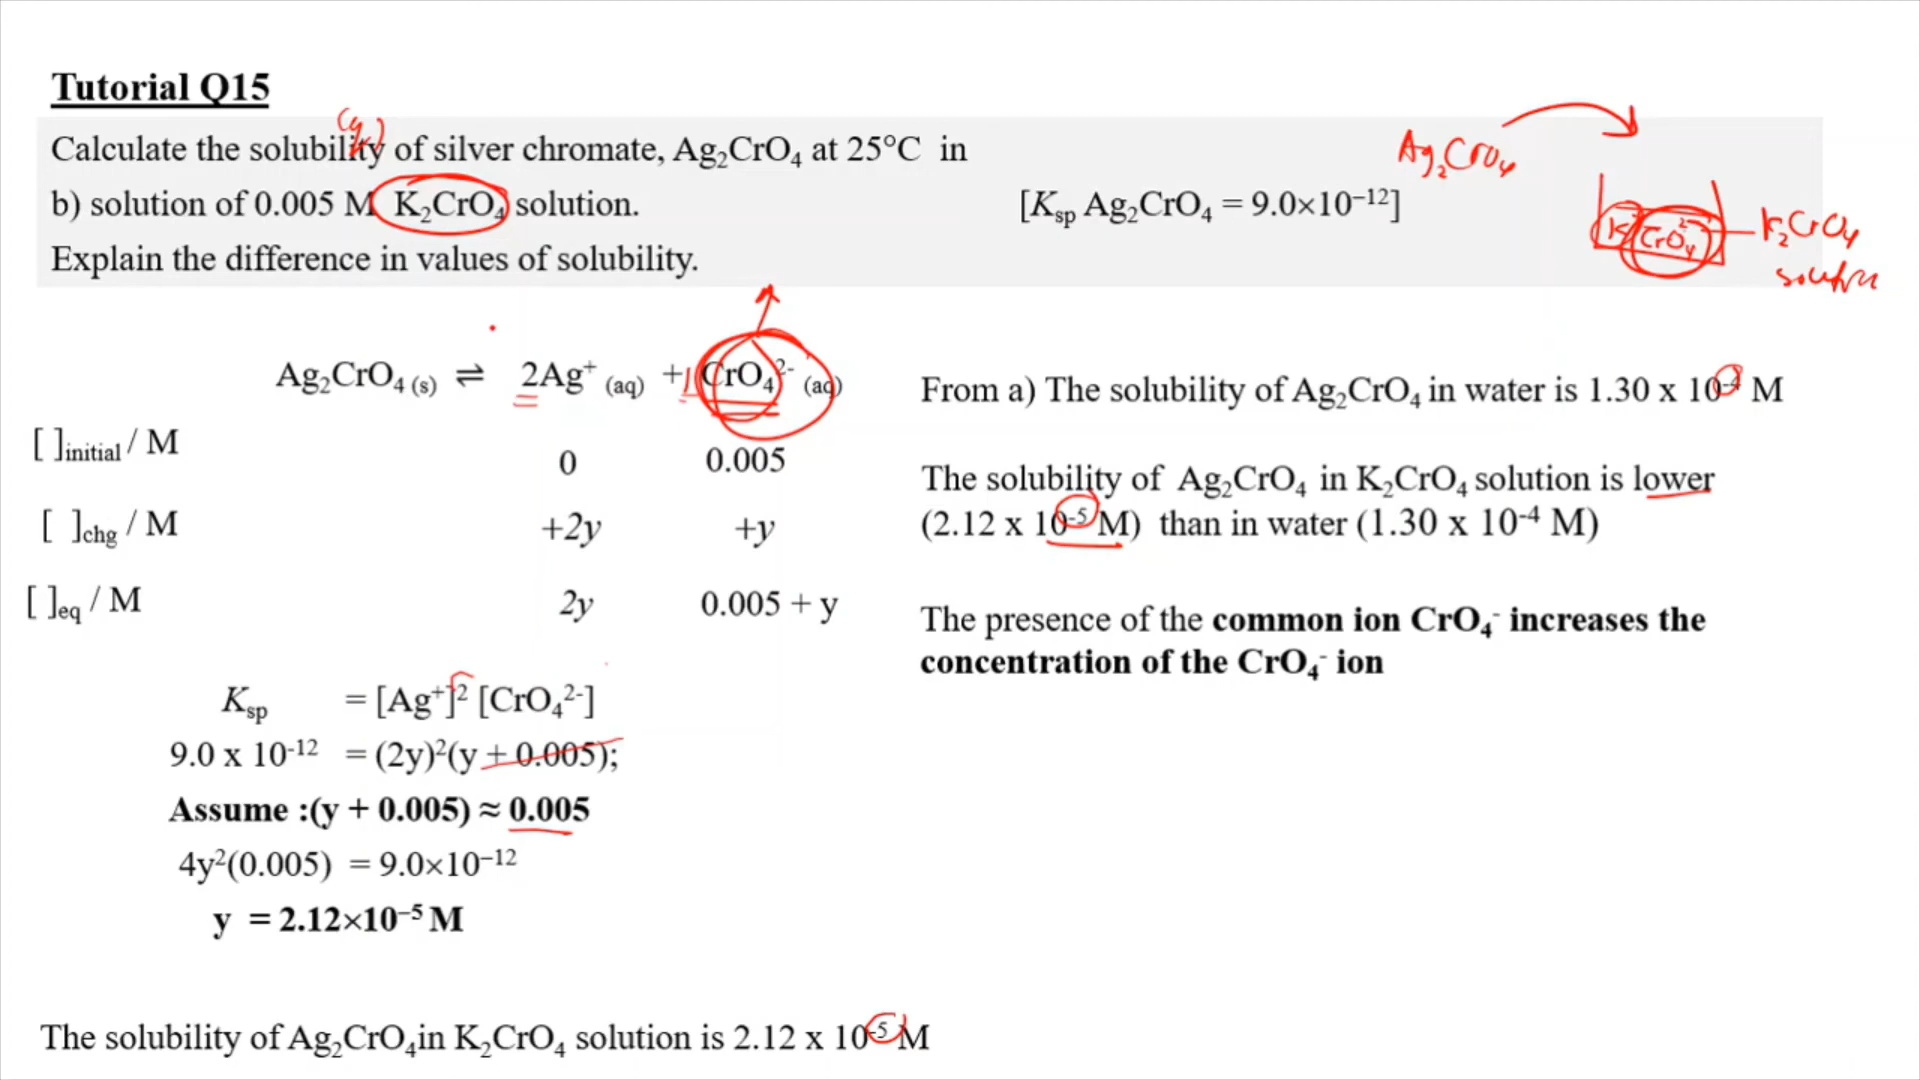 Tutorial Q15
(y)
Calculate the solubility of silver chromate, Ag₂CrO₄ at 25°C in
b) solution of 0.005 M K₂CrO₄ solution.
[Ksp Ag₂CrO₄ = 9.0×10⁻¹²]
Explain the difference in values of solubility.
Ag₂CrO₄
K⁺ CrO₄²⁻
K₂CrO₄
solution
Ag₂CrO₄ (s) ⇌ 2Ag⁺ (aq) + 1CrO₄²⁻ (aq)
[ ]initial / M 0 0.005
[ ]chg / M +2y +y
[ ]eq / M 2y 0.005 + y
Ksp = [Ag⁺]² [CrO₄²⁻]
9.0 x 10⁻¹² = (2y)²(y + 0.005);
Assume :(y + 0.005) ≈ 0.005
4y²(0.005) = 9.0×10⁻¹²
y = 2.12×10⁻⁵ M
The solubility of Ag₂CrO₄in K₂CrO₄ solution is 2.12 x 10⁻⁵ M
From a) The solubility of Ag₂CrO₄ in water is 1.30 x 10⁻⁴ M
The solubility of Ag₂CrO₄ in K₂CrO₄ solution is lower
(2.12 x 10⁻⁵ M) than in water (1.30 x 10⁻⁴ M)
The presence of the common ion CrO₄⁻ increases the
concentration of the CrO₄⁻ ion